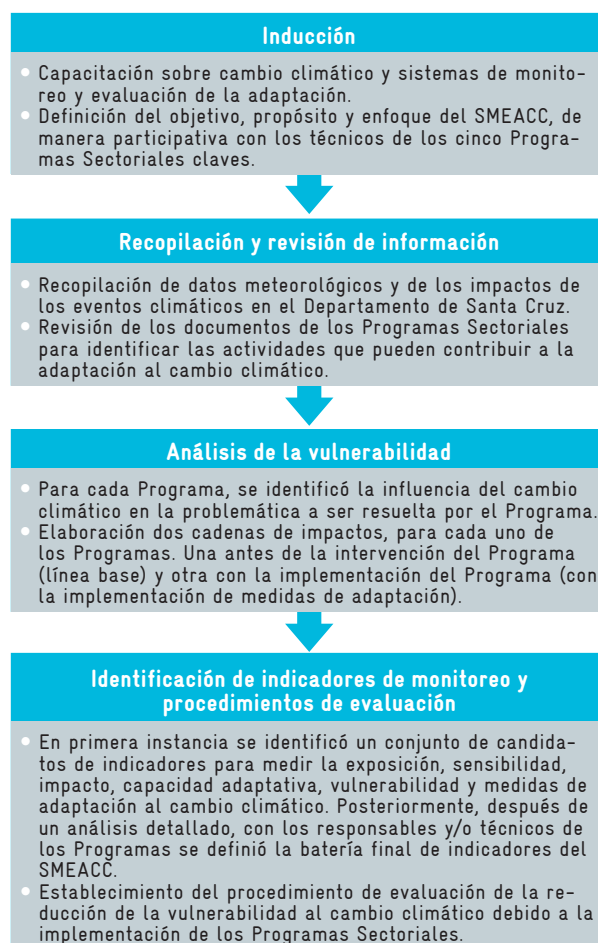 Inducción
Capacitación sobre cambio climático y sistemas de monito-
reo y evaluación de la adaptación.
Definición del objetivo, propósito y enfoque del SMEACC, de
manera participativa con los técnicos de los cinco Progra-
mas Sectoriales claves.
Recopilación y revisión de información
Recopilación de datos meteorológicos y de los impactos de
los eventos climáticos en el Departamento de Santa Cruz.
Revisión de los documentos de los Programas Sectoriales
para identificar las actividades que pueden contribuir a la
adaptación al cambio climático.
Análisis de la vulnerabilidad
Para cada Programa, se identificó la influencia del cambio
climático en la problemática a ser resuelta por el Programa.
Elaboración dos cadenas de impactos, para cada uno de
los Programas. Una antes de la intervención del Programa
(línea base) y otra con la implementación del Programa (con
la implementación de medidas de adaptación).
Identificación de indicadores de monitoreo y
procedimientos de evaluación
En primera instancia se identificó un conjunto de candida-
tos de indicadores para medir la exposición, sensibilidad,
impacto, capacidad adaptativa, vulnerabilidad y medidas de
adaptación al cambio climático. Posteriormente, después de
un análisis detallado, con los responsables y/o técnicos de
los Programas se definió la batería final de indicadores del
SMEACC.
Establecimiento del procedimiento de evaluación de la re-
ducción de la vulnerabilidad al cambio climático debido a la
implementación de los Programas Sectoriales.